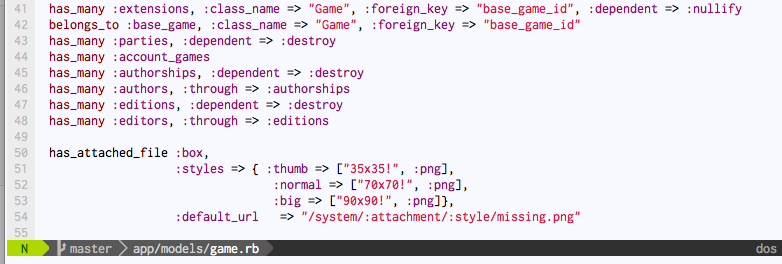 41 has_many :extensions, :class_name => "Game", :foreign_key => "base_game_id", :dependent => :nullify
42 belongs_to :base_game, :class_name => "Game", :foreign_key => "base_game_id"
43 has_many :parties, :dependent => :destroy
44 has_many :account_games
45 has_many :authorships, :dependent => :destroy
46 has_many :authors, :through => :authorships
47 has_many :editions, :dependent => :destroy
48 has_many :editors, :through => :editions
49
50 has_attached_file :box,
51 :styles => { :thumb => ["35x35!", :png],
52 :normal => ["70x70!", :png],
53 :big => ["90x90!", :png]},
54 :default_url   => "/system/:attachment/:style/missing.png"
55
N master app/models/game.rb dos